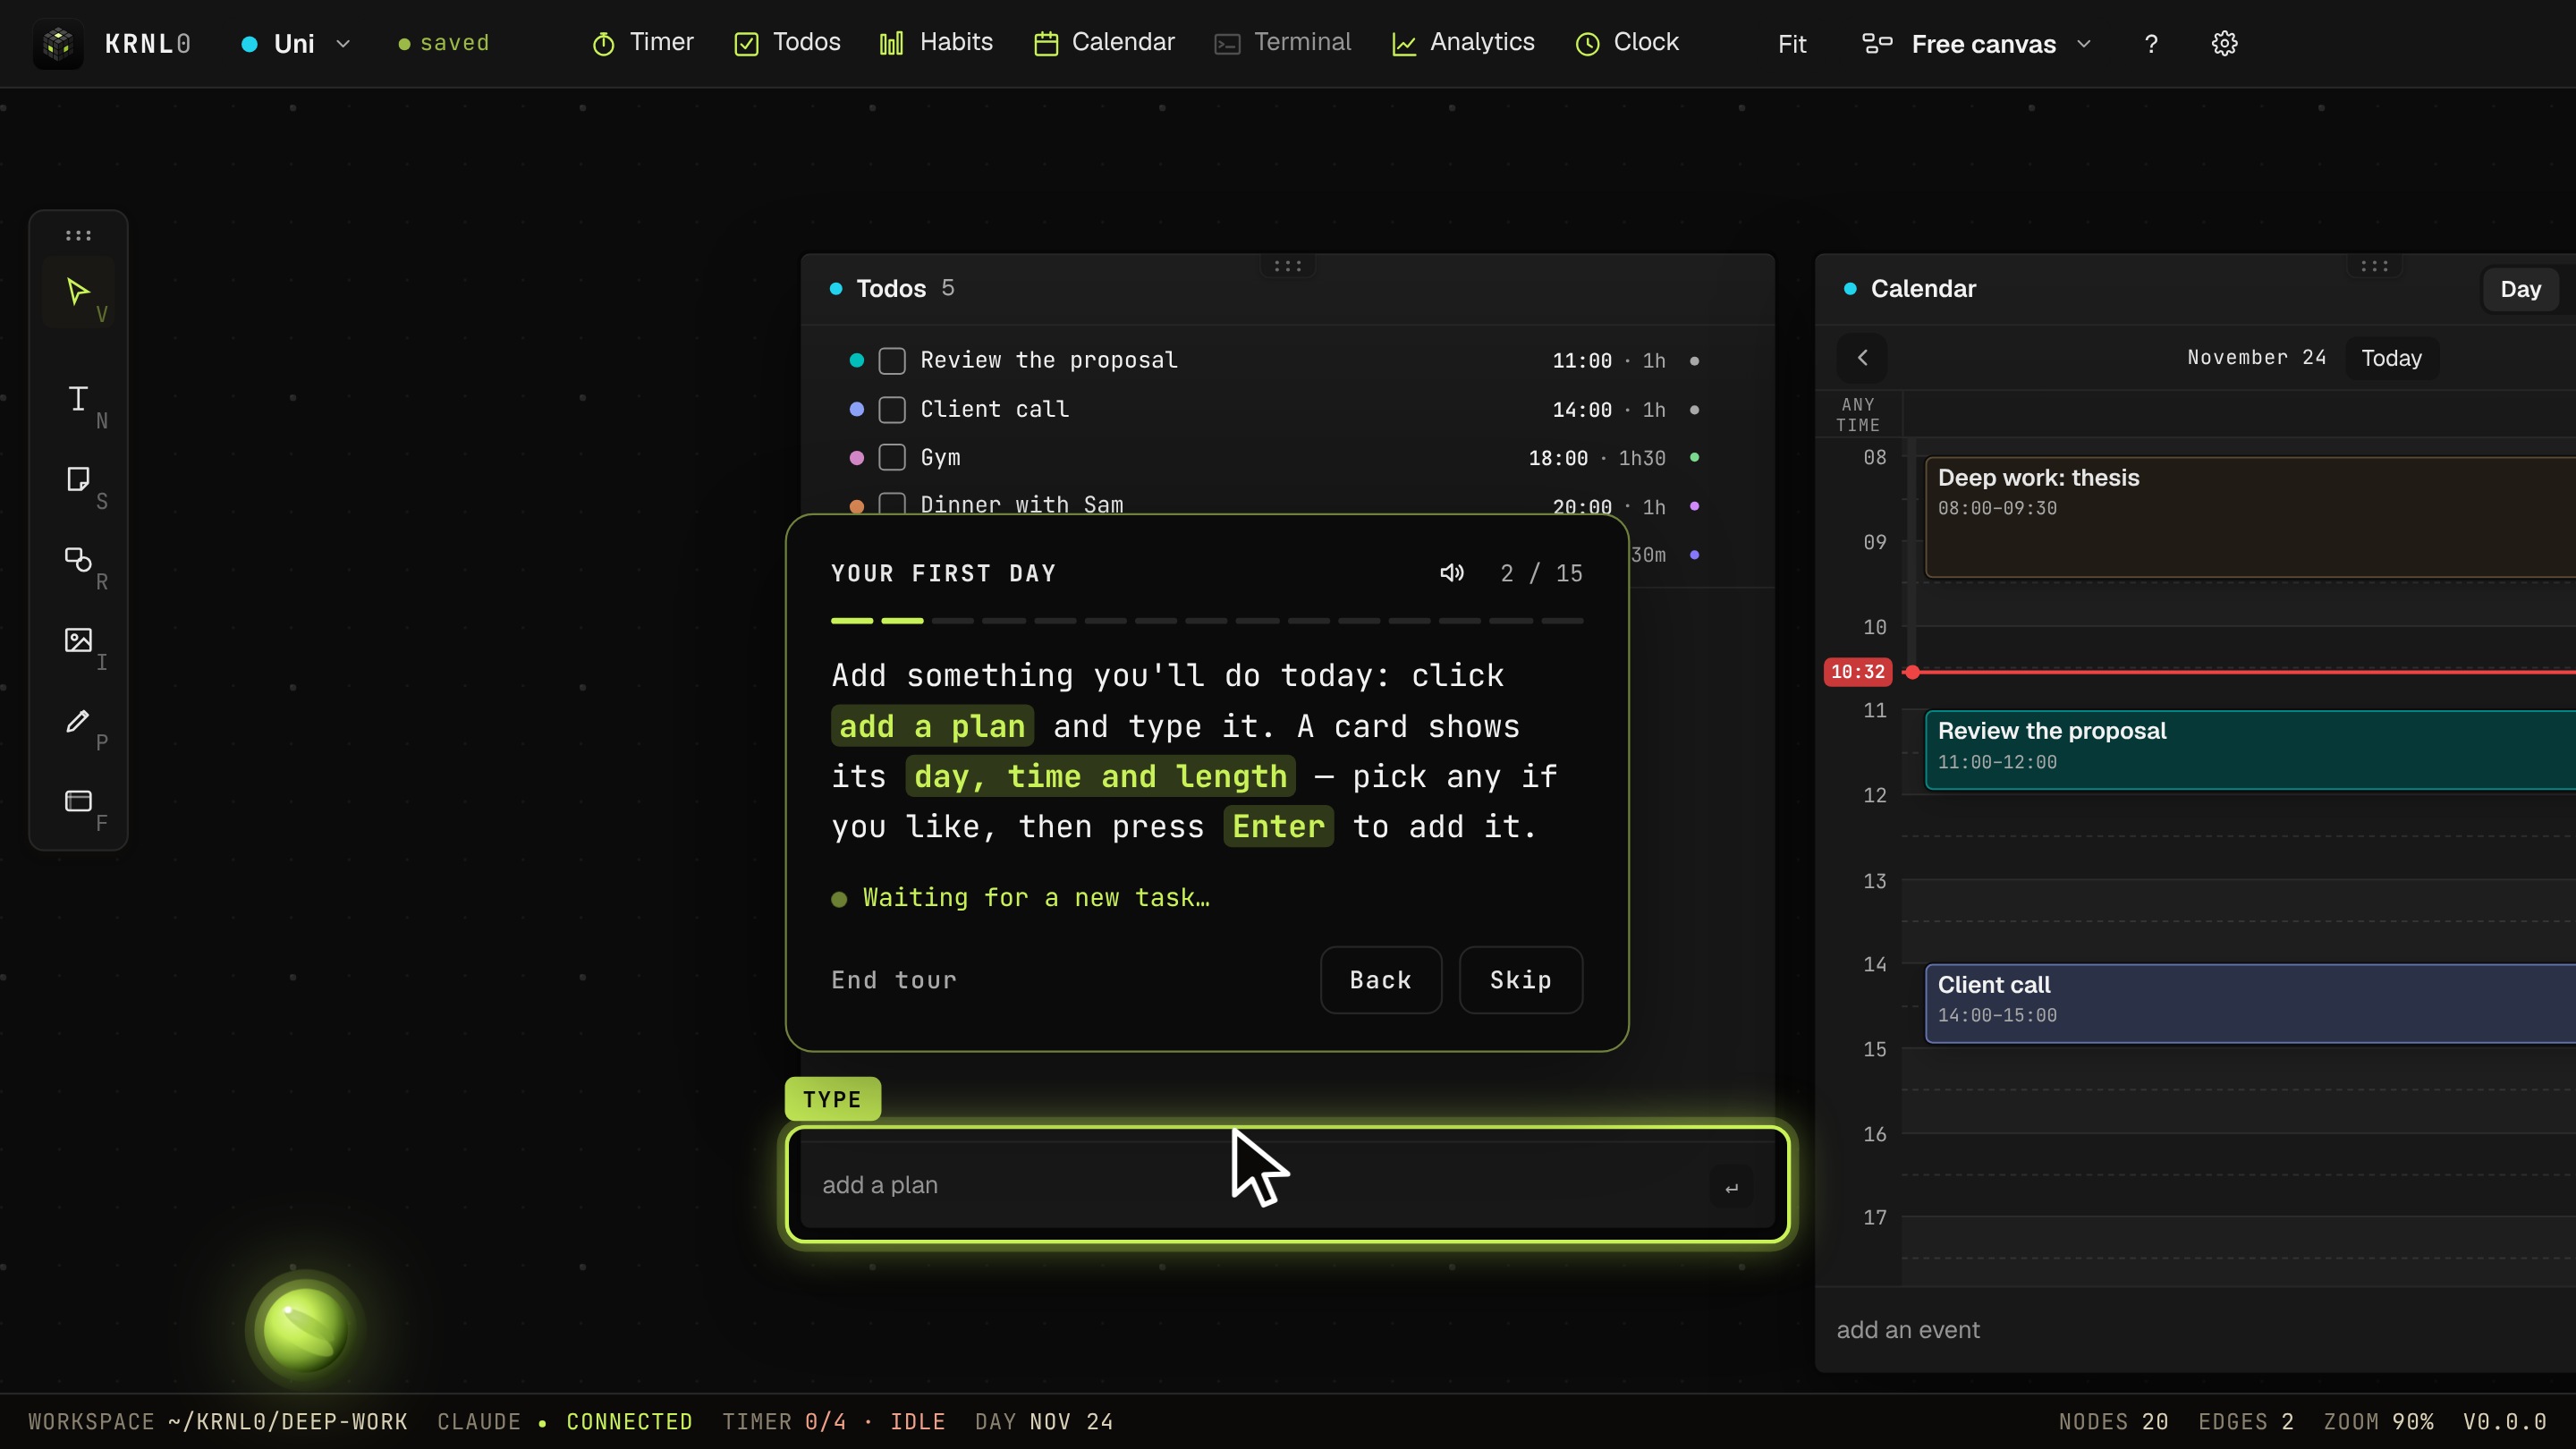 KRNL0
Uni
saved
Timer
Todos
Habits
Calendar
Terminal
Analytics
Clock
Fit
Free canvas
?
V
N
S
R
I
P
F
Todos 5
Review the proposal 11:00 · 1h
Client call 14:00 · 1h
Gym 18:00 · 1h30
Dinner with Sam 20:00 · 1h
30m
YOUR FIRST DAY 2 / 15
Add something you'll do today: click
add a plan and type it. A card shows
its day, time and length — pick any if
you like, then press Enter to add it.
Waiting for a new task…
End tour
Back
Skip
TYPE
add a plan
Calendar
Day
November 24
Today
ANY
TIME
08
Deep work: thesis
08:00–09:30
09
10
10:32
11
Review the proposal
11:00–12:00
12
13
14
Client call
14:00–15:00
15
16
17
add an event
WORKSPACE ~/KRNL0/DEEP-WORK CLAUDE • CONNECTED TIMER 0/4 · IDLE DAY NOV 24
NODES 20 EDGES 2 ZOOM 90% V0.0.0